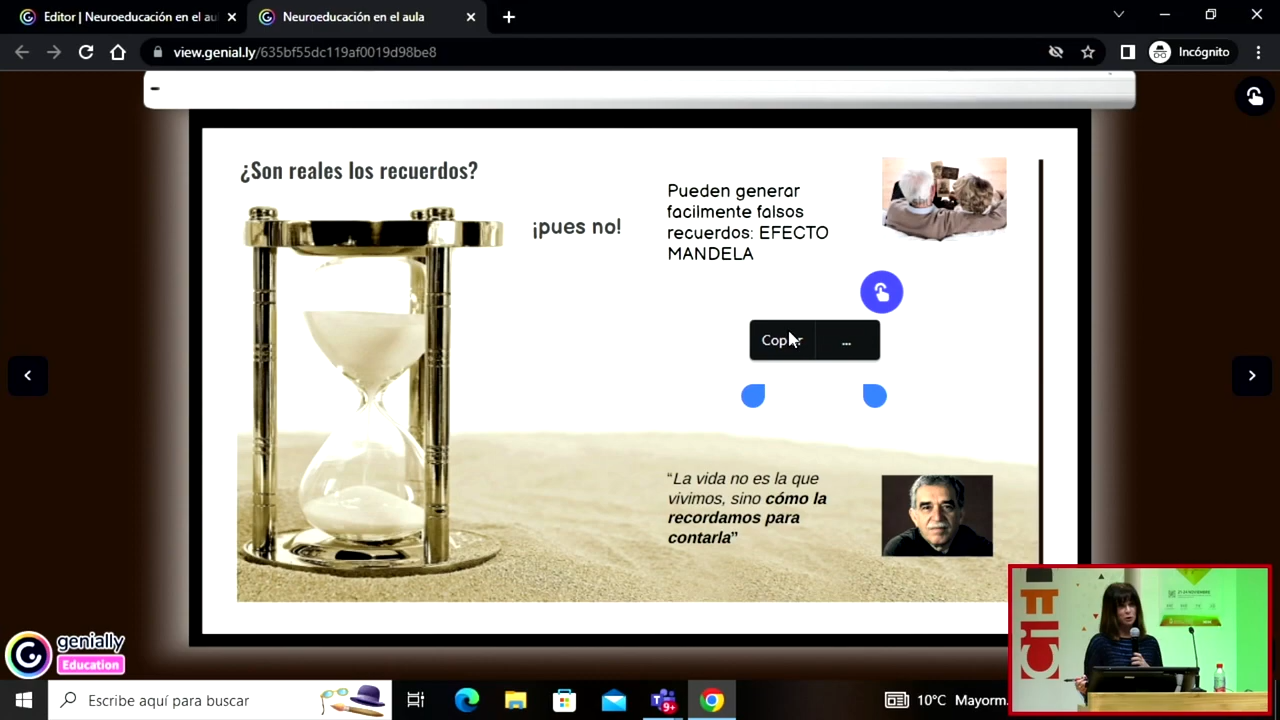 Editor | Neuroeducación en el au
Neuroeducación en el aula
view.genial.ly/635bf55dc119af0019d98be8
Incógnito
¿Son reales los recuerdos?
¡pues no!
Pueden generar
facilmente falsos
recuerdos: EFECTO
MANDELA
...
“La vida no es la que
vivimos, sino cómo la
recordamos para
contarla”
genially
Education
Escribe aquí para buscar
9+
10°C Mayorm.